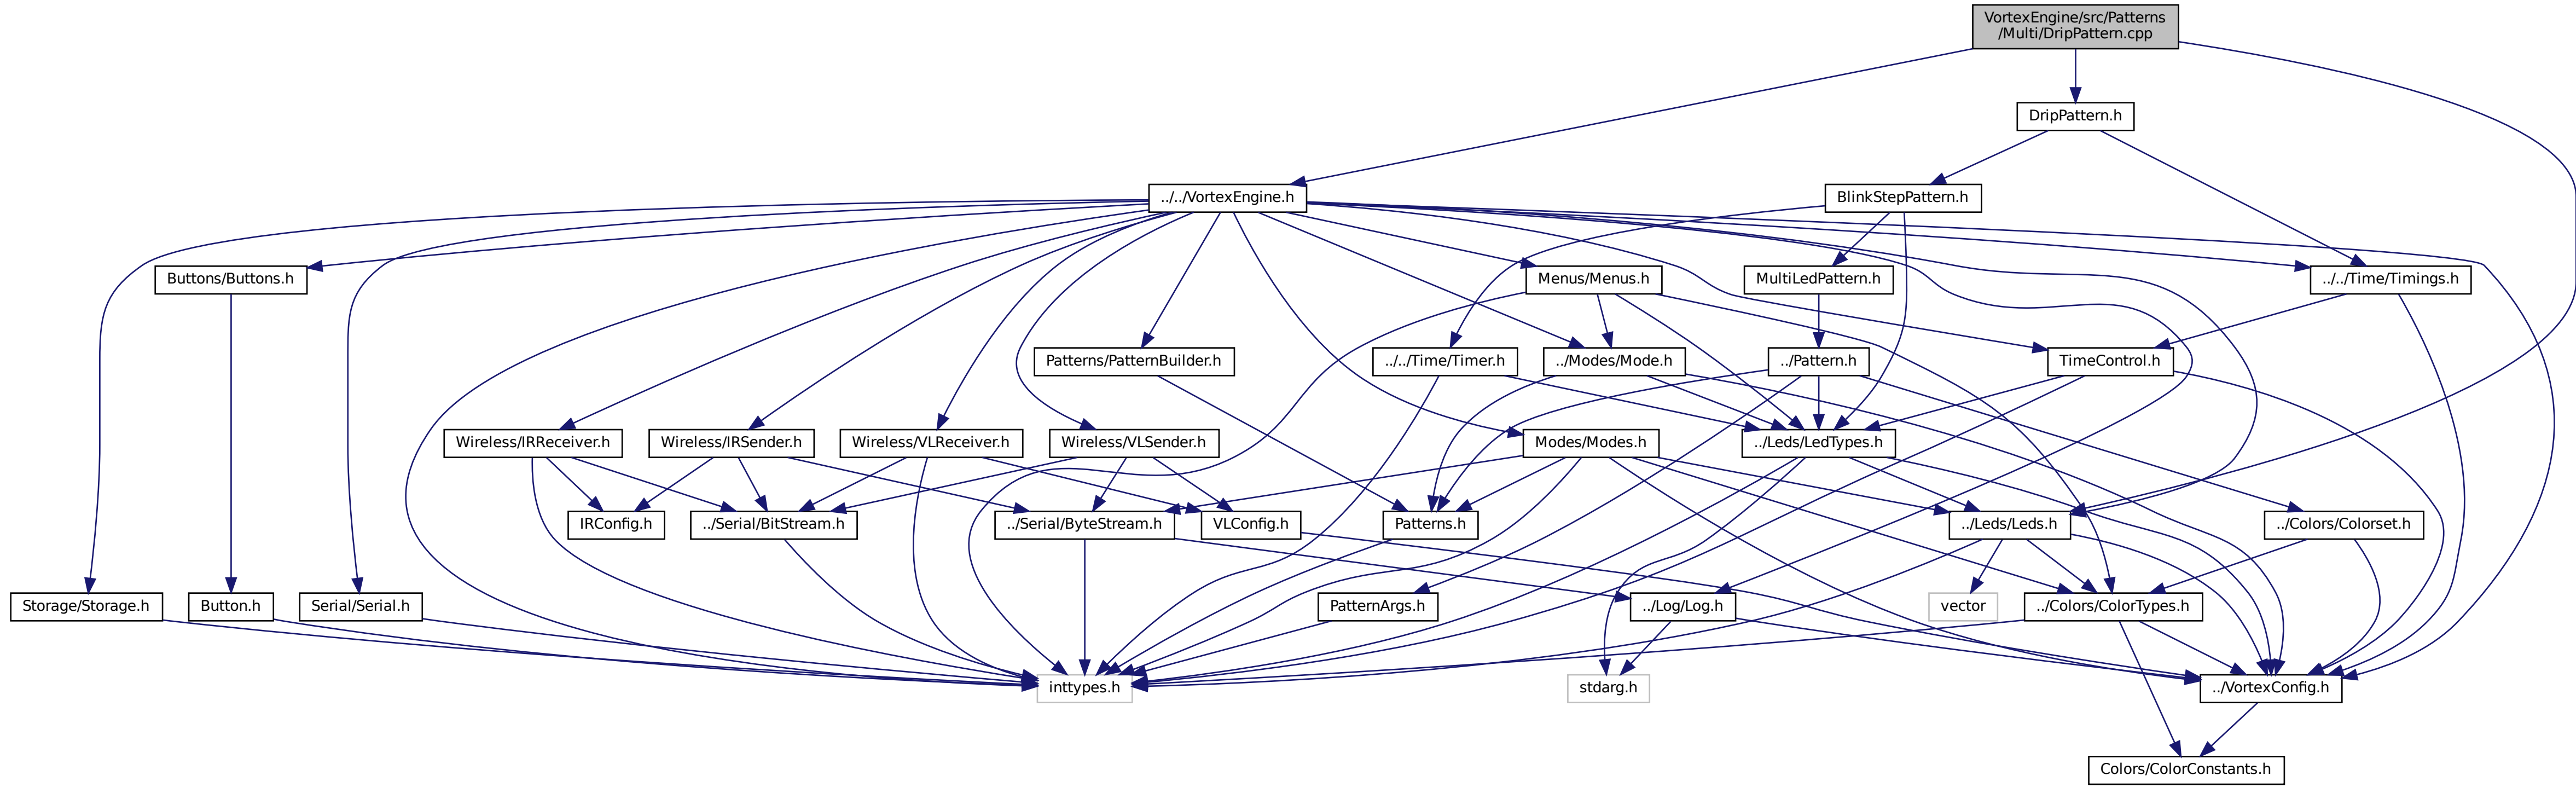 VortexEngine/src/Patterns
/Multi/DripPattern.cpp
DripPattern.h
../../VortexEngine.h
BlinkStepPattern.h
Buttons/Buttons.h
Menus/Menus.h
MultiLedPattern.h
../../Time/Timings.h
Patterns/PatternBuilder.h
../../Time/Timer.h
../Modes/Mode.h
../Pattern.h
TimeControl.h
Wireless/IRReceiver.h
Wireless/IRSender.h
Wireless/VLReceiver.h
Wireless/VLSender.h
Modes/Modes.h
../Leds/LedTypes.h
IRConfig.h
../Serial/BitStream.h
../Serial/ByteStream.h
VLConfig.h
Patterns.h
../Leds/Leds.h
../Colors/Colorset.h
Storage/Storage.h
Button.h
Serial/Serial.h
PatternArgs.h
../Log/Log.h
vector
../Colors/ColorTypes.h
inttypes.h
stdarg.h
../VortexConfig.h
Colors/ColorConstants.h